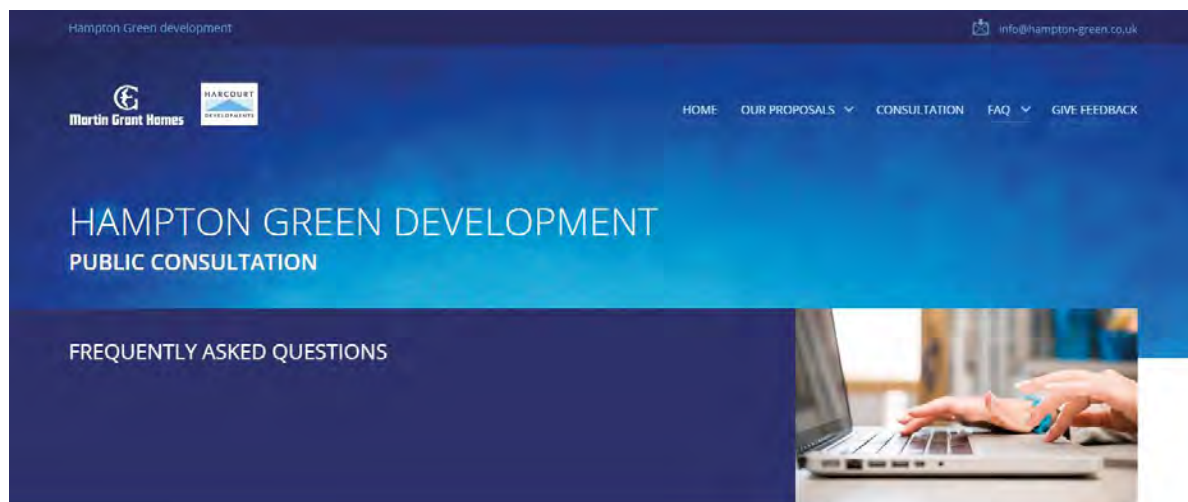 Hampton Green development
info@hampton-green.co.uk
Martin Grant Homes
HARCOURT
DEVELOPMENTS
HOME OUR PROPOSALS CONSULTATION FAQ GIVE FEEDBACK
HAMPTON GREEN DEVELOPMENT
PUBLIC CONSULTATION
FREQUENTLY ASKED QUESTIONS